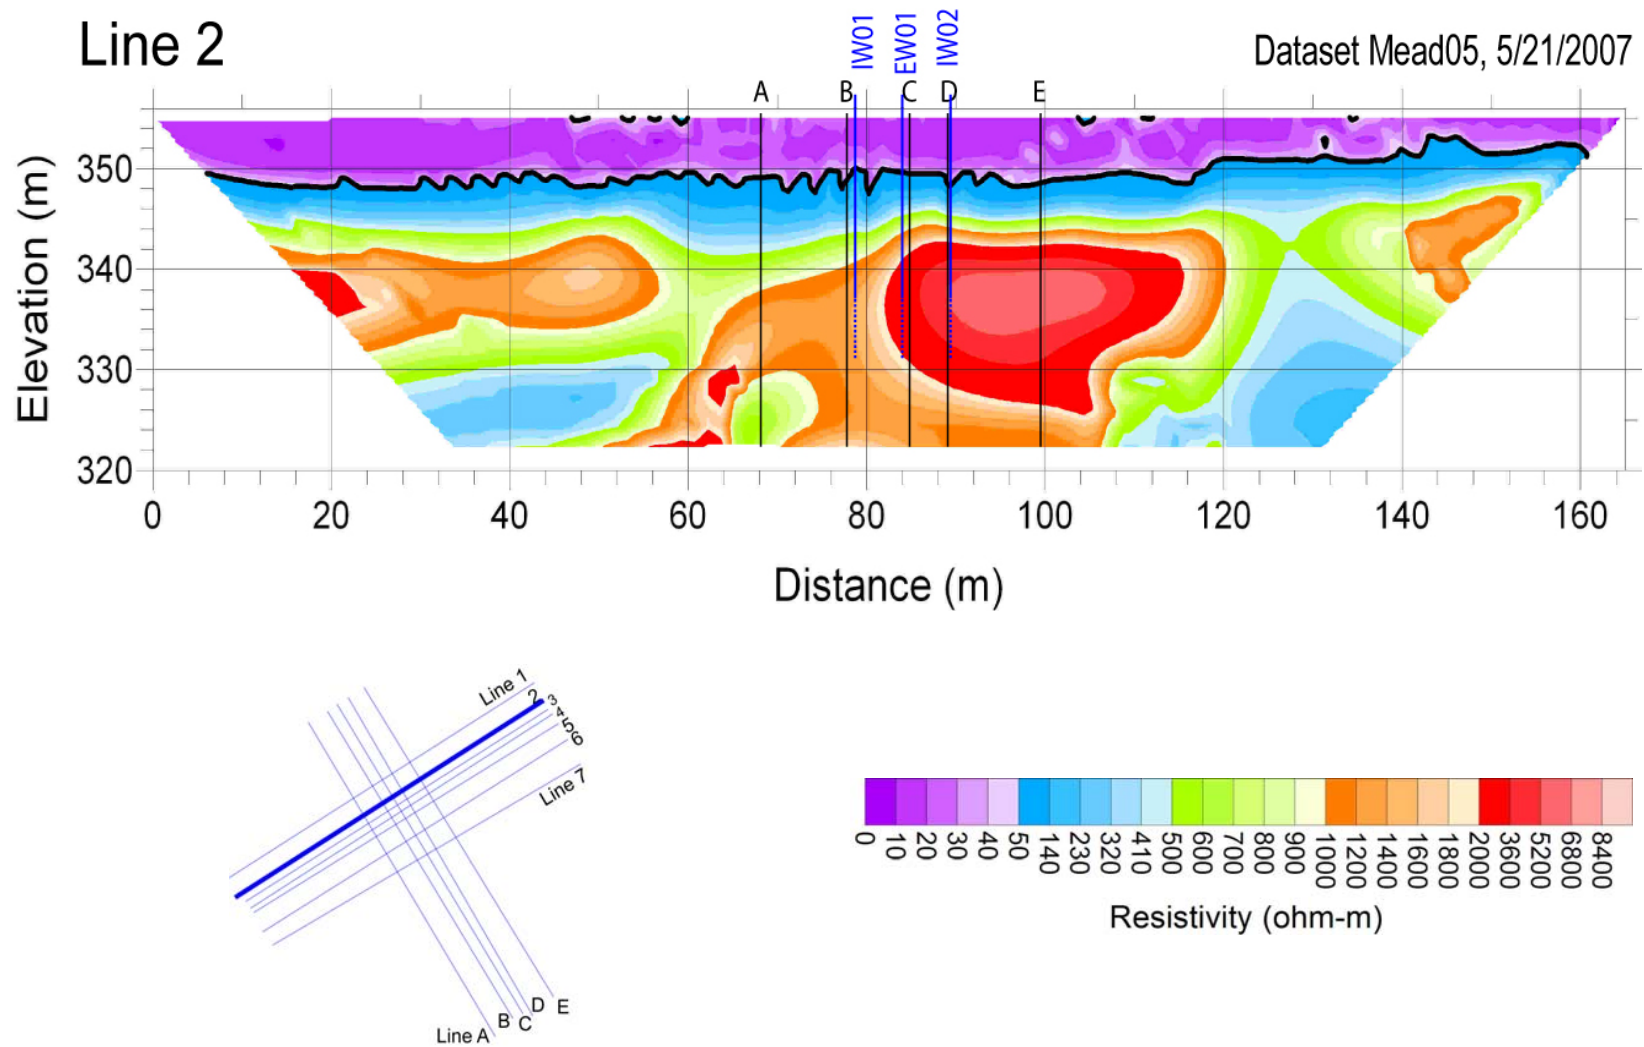 Line 2
IW01
EW01
IW02
Dataset Mead05, 5/21/2007
A B C D E
Elevation (m)
350
340
330
320
0 20 40 60 80 100 120 140 160
Distance (m)
Line 1
2
3
4
5
6
Line 7
Line A
B
C
D
E
0 10 20 30 40 50 140 230 320 410 500 600 700 800 900 1000 1200 1400 1600 1800 2000 3600 5200 6800 8400
Resistivity (ohm-m)